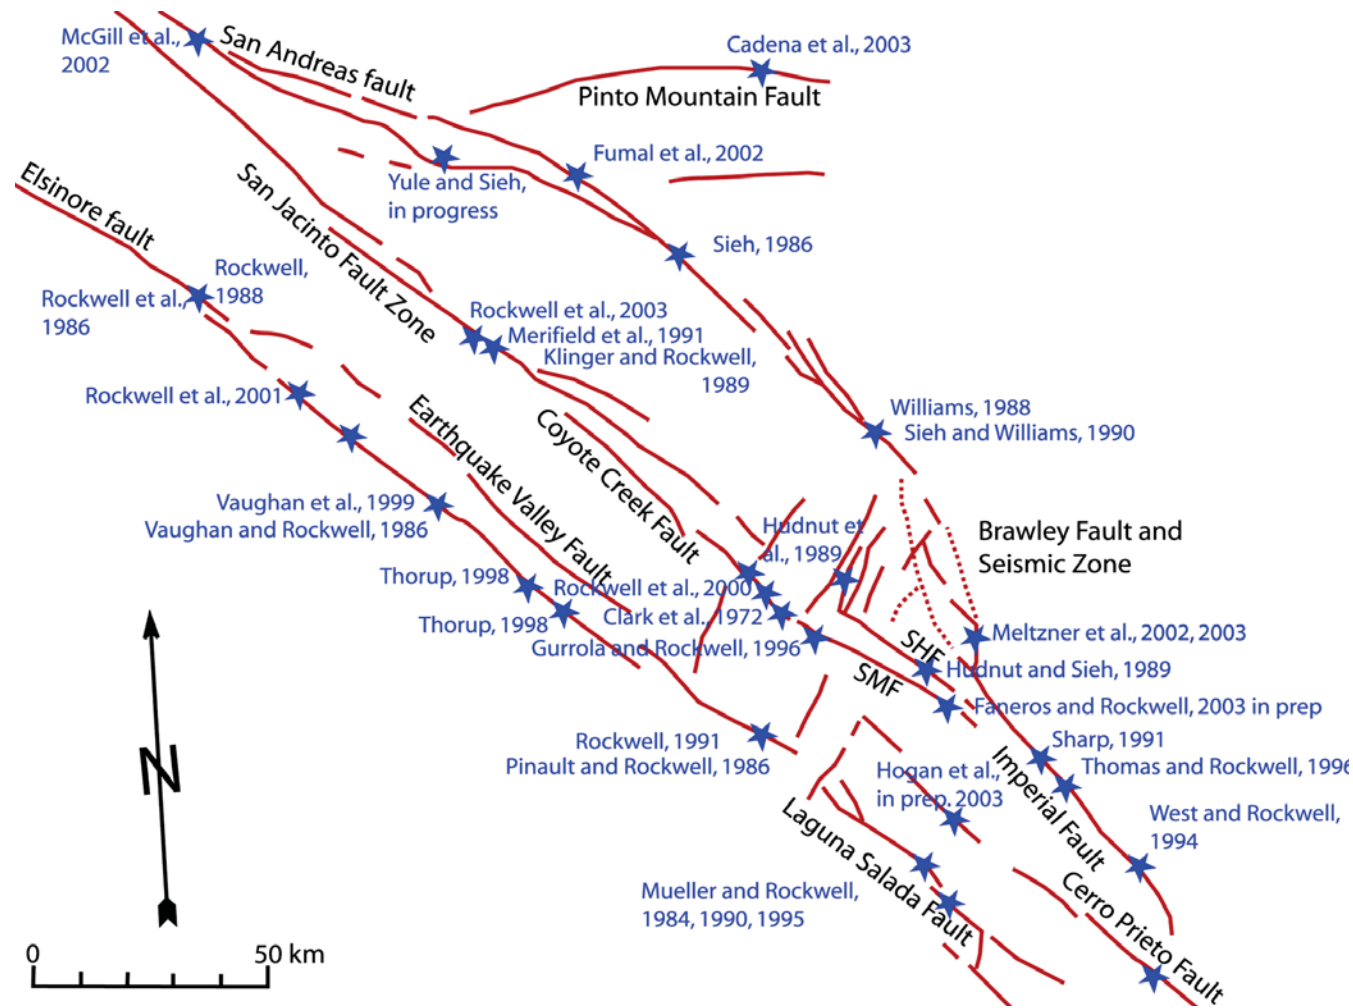 McGill et al.,
2002
San Andreas fault
Cadena et al., 2003
Pinto Mountain Fault
Fumal et al., 2002
Yule and Sieh,
in progress
Elsinore fault
San Jacinto Fault Zone
Sieh, 1986
Rockwell,
1988
Rockwell et al.,
1986
Rockwell et al., 2003
Merifield et al., 1991
Klinger and Rockwell,
1989
Rockwell et al., 2001
Earthquake Valley Fault
Coyote Creek Fault
Williams, 1988
Sieh and Williams, 1990
Vaughan et al., 1999
Vaughan and Rockwell, 1986
Hudnut et
al., 1989
Brawley Fault and
Seismic Zone
Thorup, 1998
Rockwell et al., 2000
Thorup, 1998
Clark et al., 1972
Gurrola and Rockwell, 1996
SHF
Meltzner et al., 2002, 2003
Hudnut and Sieh, 1989
SMF
Faneros and Rockwell, 2003 in prep
Rockwell, 1991
Pinault and Rockwell, 1986
Sharp, 1991
Thomas and Rockwell, 1996
Imperial Fault
Hogan et al.,
in prep. 2003
West and Rockwell,
1994
Laguna Salada Fault
Mueller and Rockwell,
1984, 1990, 1995
Cerro Prieto Fault
N
0
50 km